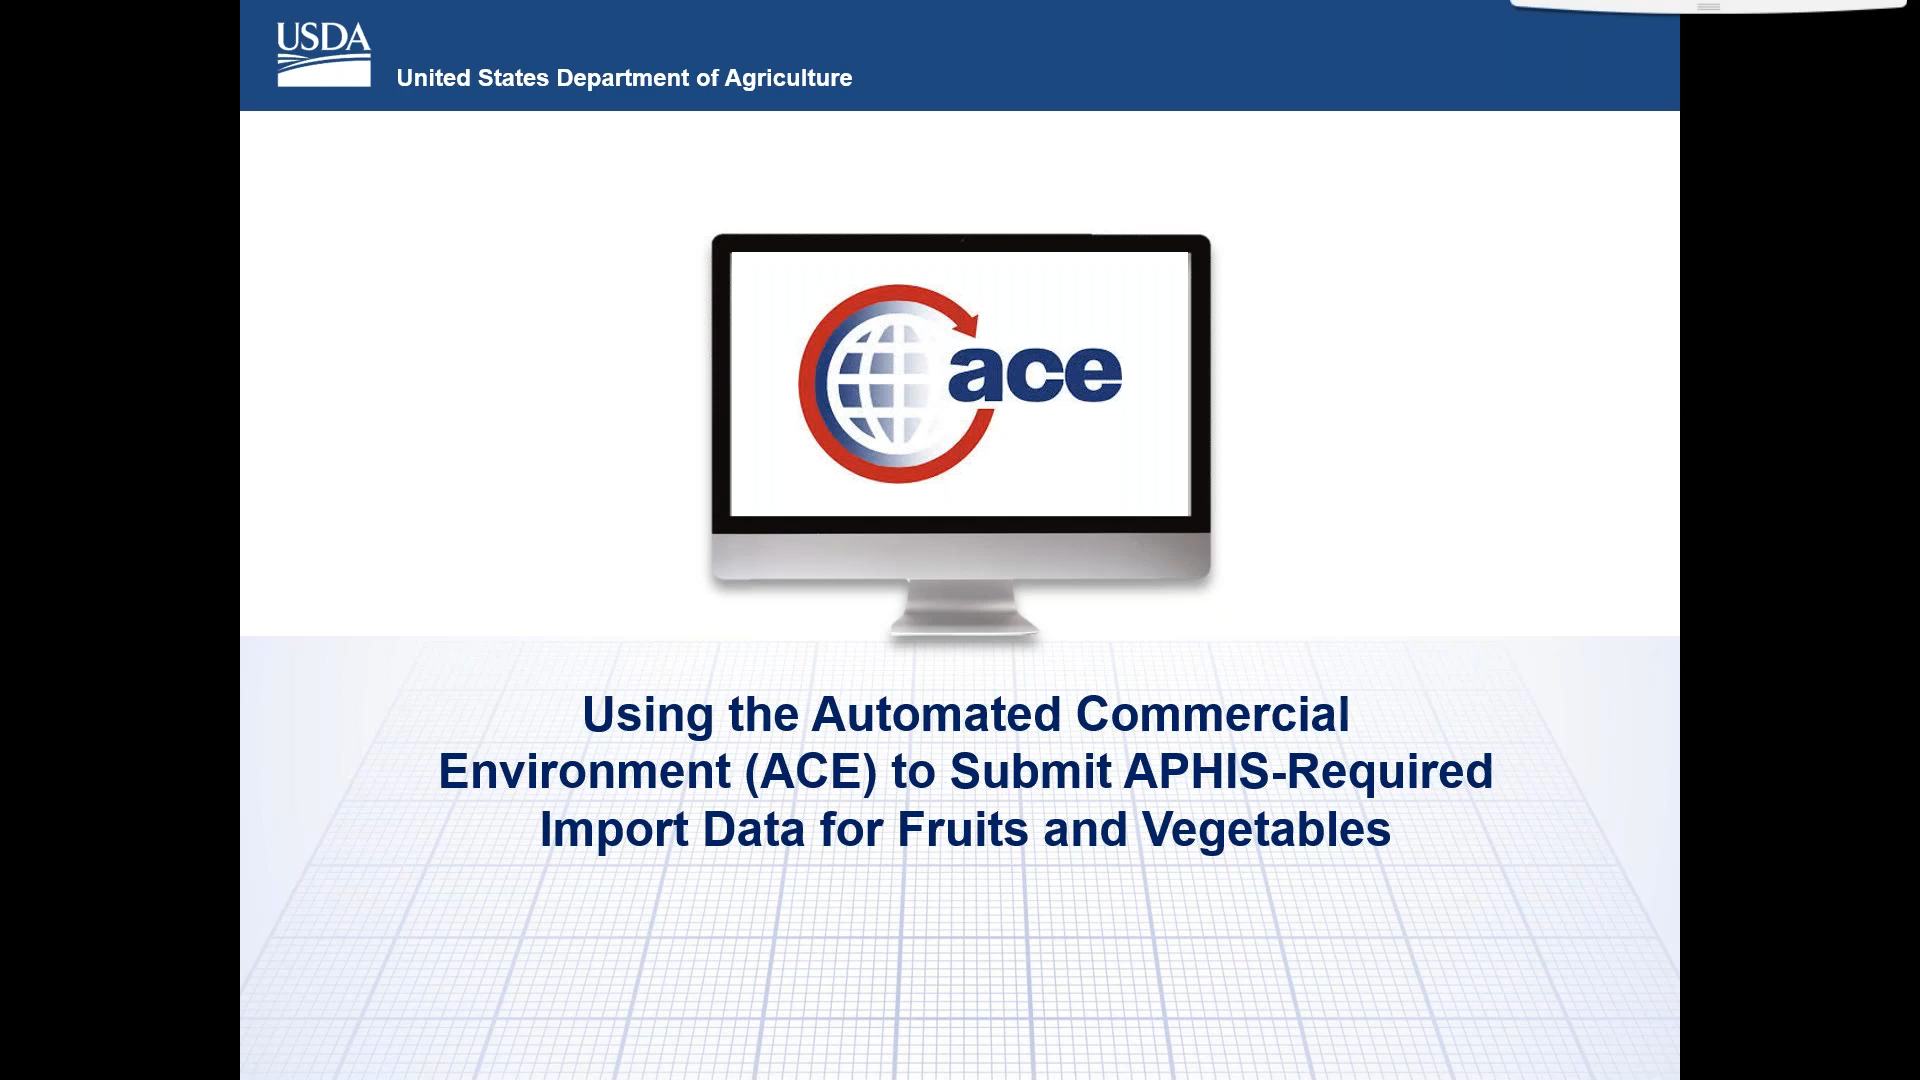 USDA
United States Department of Agriculture
ace
Using the Automated Commercial
Environment (ACE) to Submit APHIS-Required
Import Data for Fruits and Vegetables